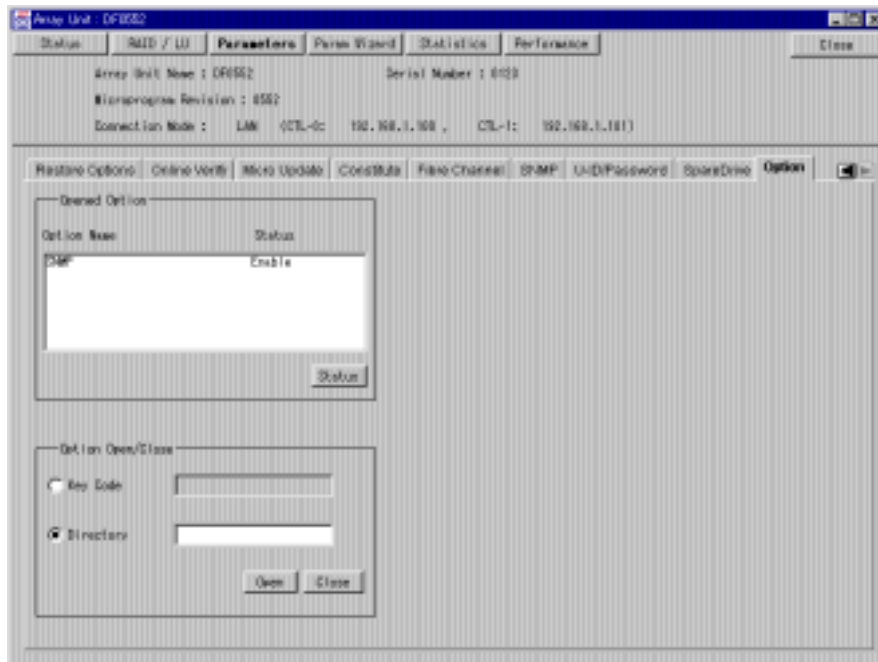 Array Unit : DF0552
Status RAID / LU Parameters Param Wizard Statistics Performance Close
Array Unit Name : DF0552 Serial Number : 0120
Microprogram Revision : 0552
Connection Mode : LAN (CTL-0: 192.168.1.100 , CTL-1: 192.168.1.101)
Restore Options Online Verify Micro Update Constitute Fibre Channel SNMP U-ID/Password SpareDrive Option
Opened Option
Option Name Status
SNMP Enable
Status
Option Open/Close
Key Code
Directory
Open Close